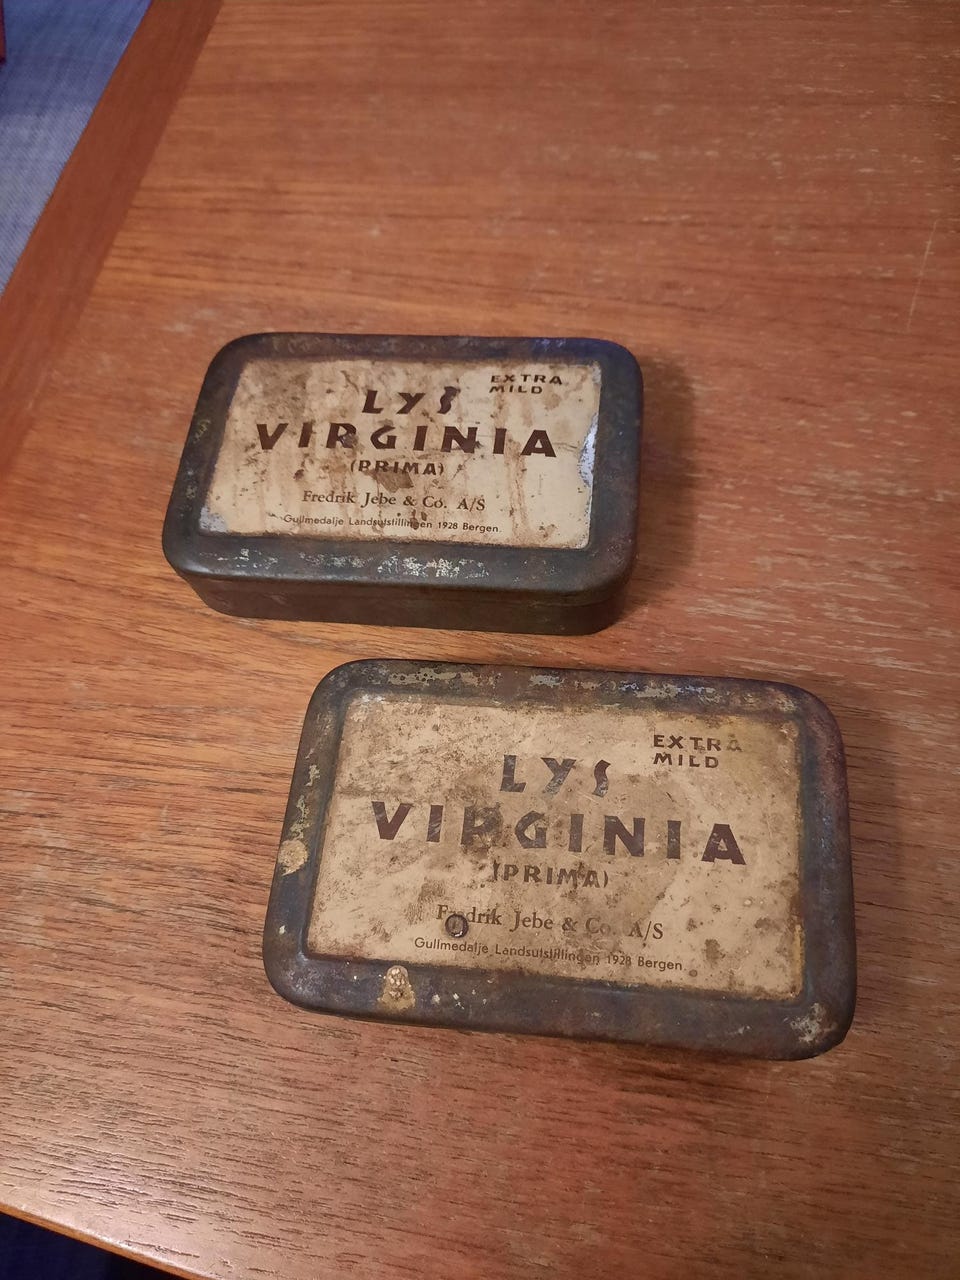 EXTRA
MILD
LYS
VIRGINIA
(PRIMA)
Fredrik Jebe & Co. A/S
Gullmedalje Landsutstillingen 1928 Bergen.
EXTRA
MILD
LYS
VIRGINIA
(PRIMA)
Fredrik Jebe & Co. A/S
Gullmedalje Landsutstillingen 1928 Bergen.